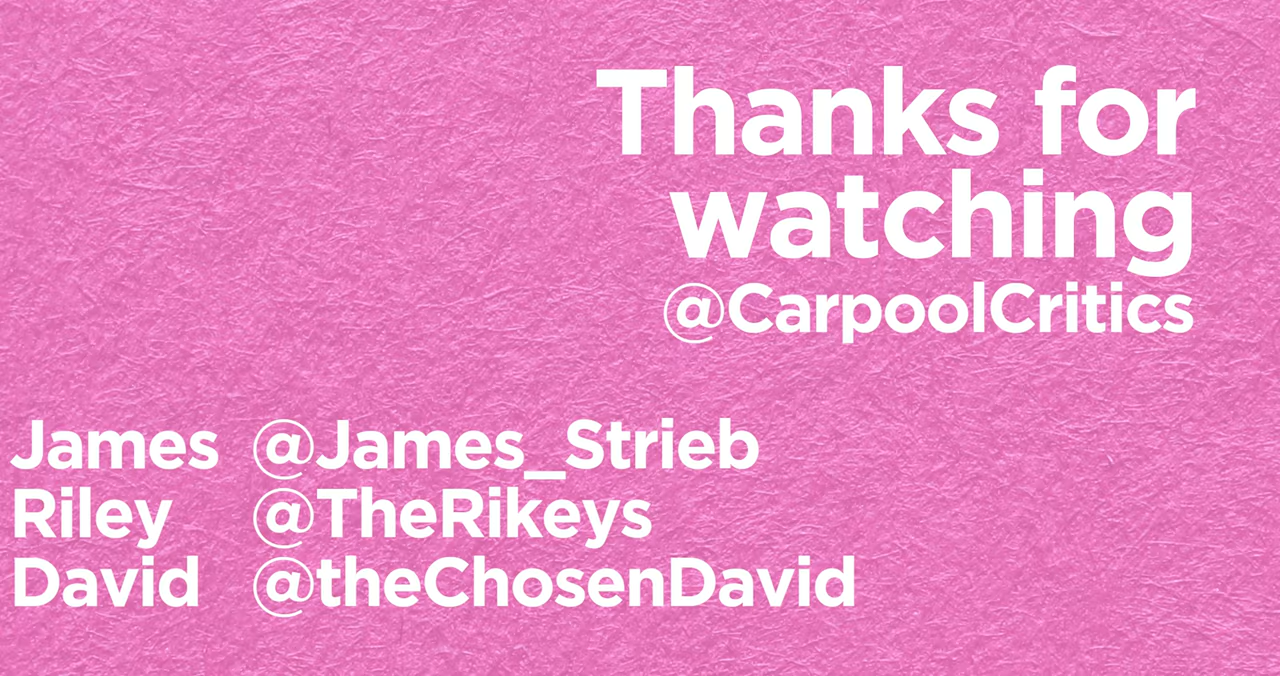 Thanks for
watching
@CarpoolCritics
James @James_Strieb
Riley @TheRikeys
David @theChosenDavid